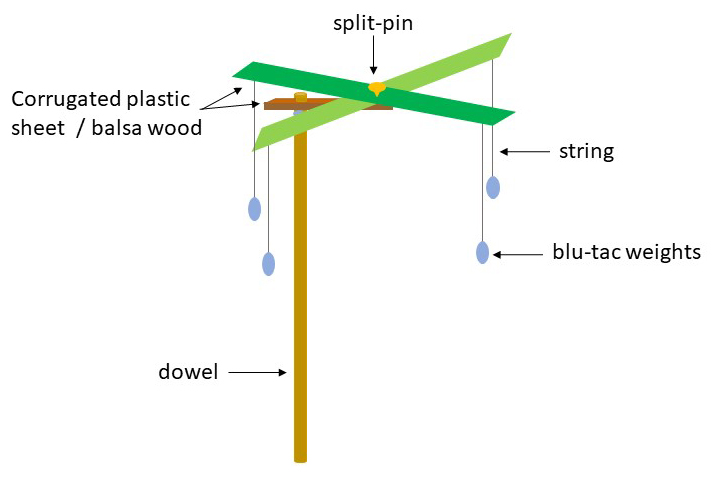 split-pin
Corrugated plastic
sheet / balsa wood
string
blu-tac weights
dowel